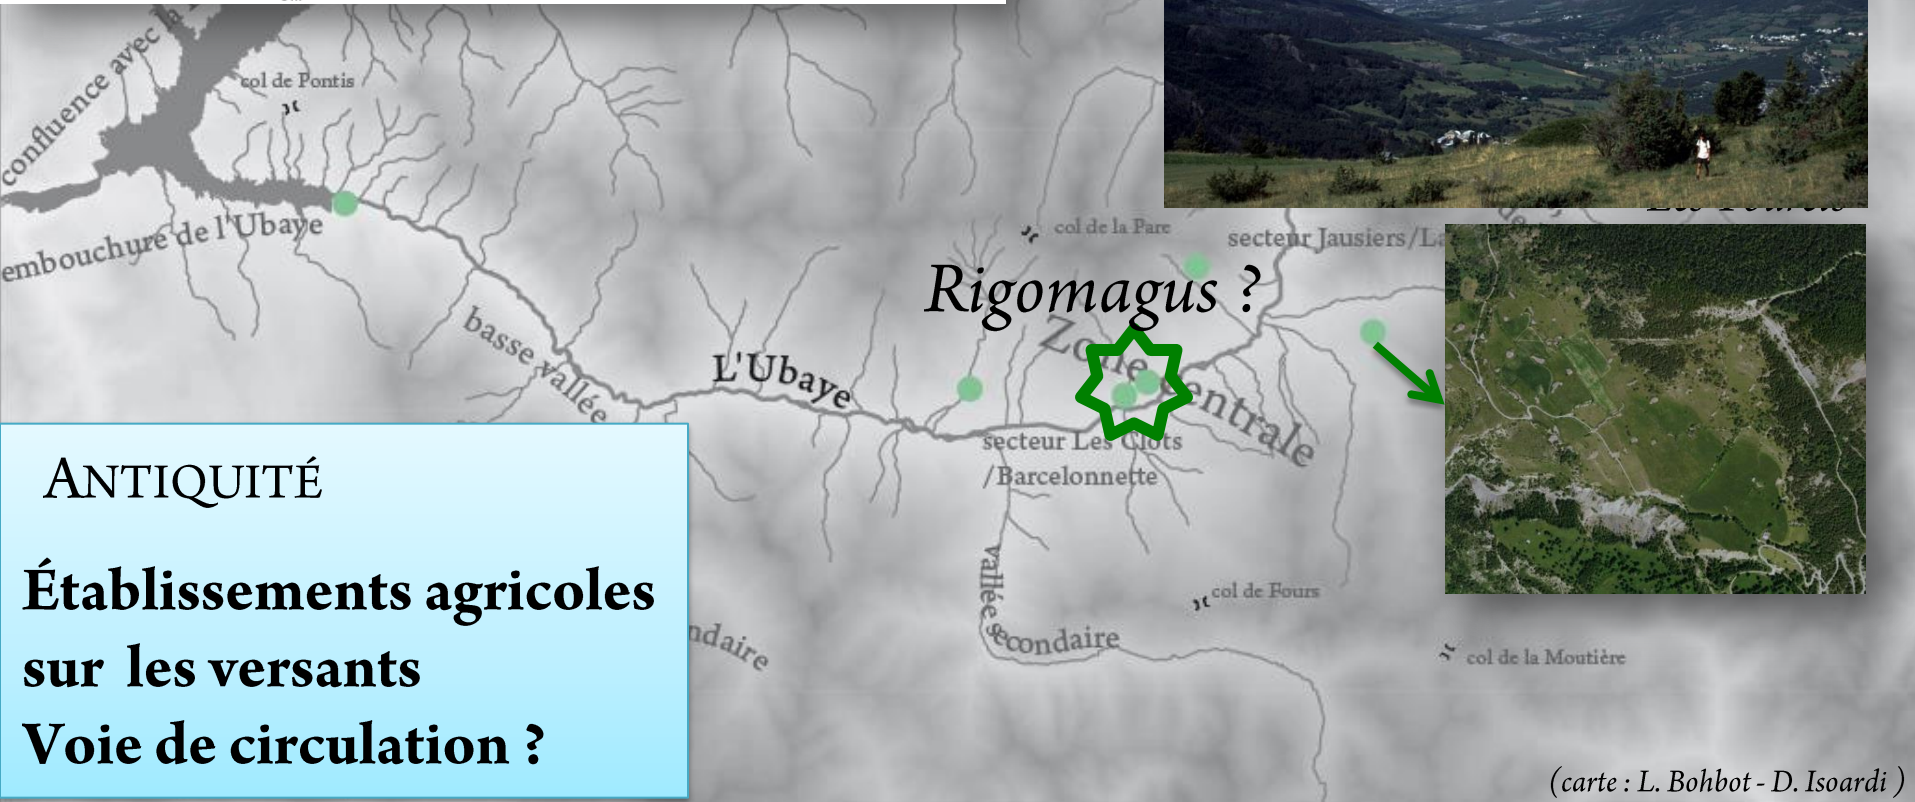 confluence avec la
col de Pontis
embouchure de l'Ubaye
col de la Pare
secteur Jausiers/La
Rigomagus ?
basse vallée
L'Ubaye
Zone Centrale
secteur Les Clots
/Barcelonnette
ANTIQUITÉ
Établissements agricoles
sur les versants
Voie de circulation ?
vallée secondaire
col de Fours
ndaire
col de la Moutière
(carte : L. Bohbot - D. Isoardi )